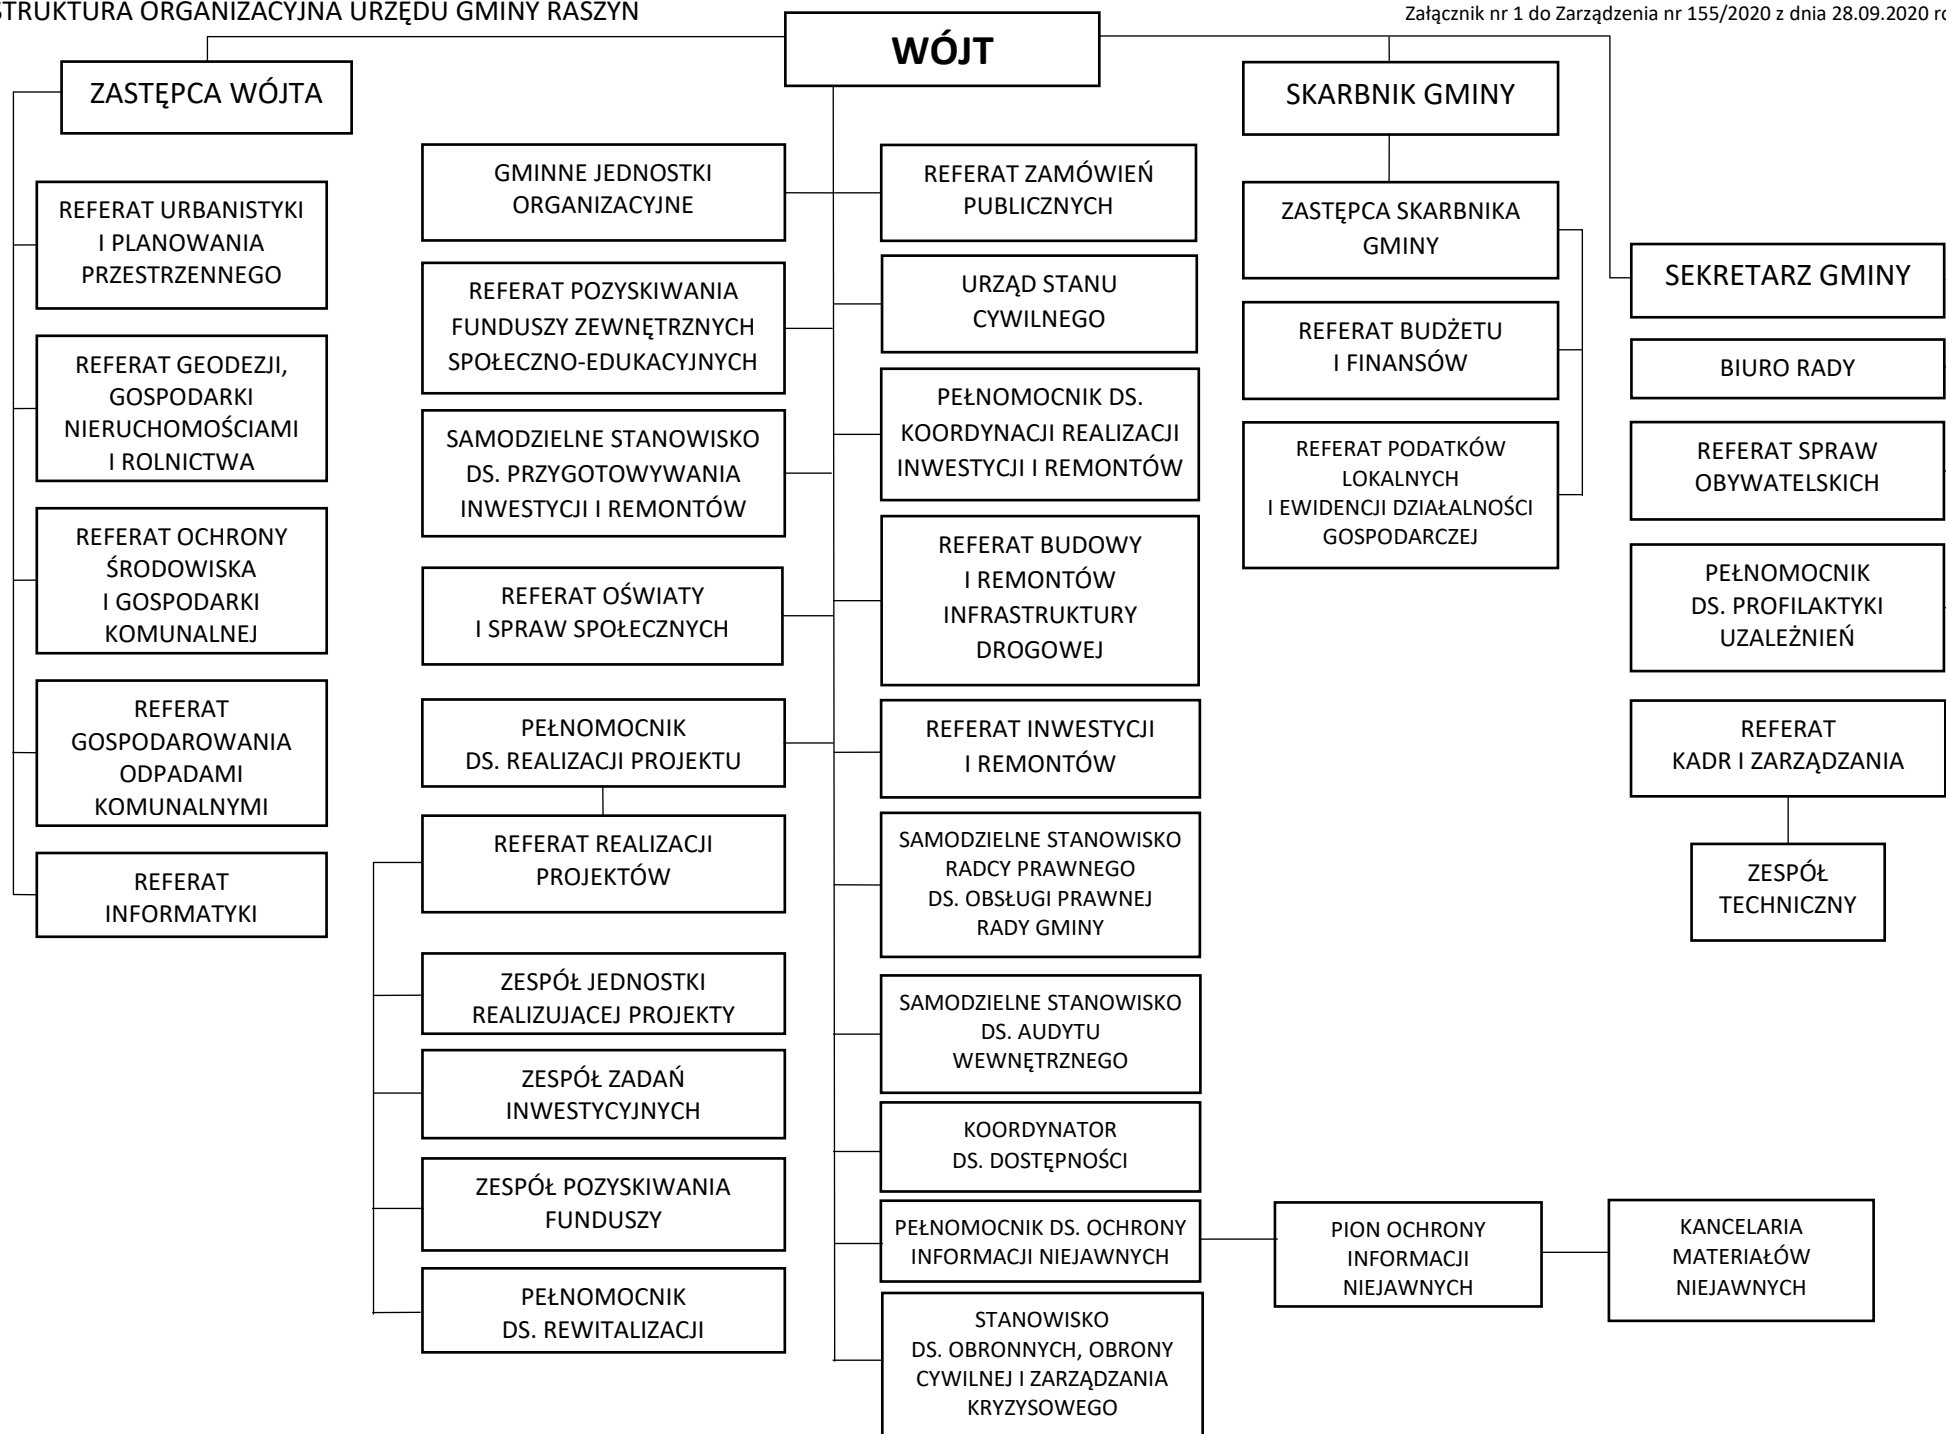 STRUKTURA ORGANIZACYJNA URZĘDU GMINY RASZYN
Załącznik nr 1 do Zarządzenia nr 155/2020 z dnia 28.09.2020 ro
WÓJT
ZASTĘPCA WÓJTA
REFERAT URBANISTYKI
I PLANOWANIA
PRZESTRZENNEGO
REFERAT GEODEZJI,
GOSPODARKI
NIERUCHOMOŚCIAMI
I ROLNICTWA
REFERAT OCHRONY
ŚRODOWISKA
I GOSPODARKI
KOMUNALNEJ
REFERAT
GOSPODAROWANIA
ODPADAMI
KOMUNALNYMI
REFERAT
INFORMATYKI
GMINNE JEDNOSTKI
ORGANIZACYJNE
REFERAT POZYSKIWANIA
FUNDUSZY ZEWNĘTRZNYCH
SPOŁECZNO-EDUKACYJNYCH
SAMODZIELNE STANOWISKO
DS. PRZYGOTOWYWANIA
INWESTYCJI I REMONTÓW
REFERAT OŚWIATY
I SPRAW SPOŁECZNYCH
PEŁNOMOCNIK
DS. REALIZACJI PROJEKTU
REFERAT REALIZACJI
PROJEKTÓW
ZESPÓŁ JEDNOSTKI
REALIZUJĄCEJ PROJEKTY
ZESPÓŁ ZADAŃ
INWESTYCYJNYCH
ZESPÓŁ POZYSKIWANIA
FUNDUSZY
PEŁNOMOCNIK
DS. REWITALIZACJI
REFERAT ZAMÓWIEŃ
PUBLICZNYCH
URZĄD STANU
CYWILNEGO
PEŁNOMOCNIK DS.
KOORDYNACJI REALIZACJI
INWESTYCJI I REMONTÓW
REFERAT BUDOWY
I REMONTÓW
INFRASTRUKTURY
DROGOWEJ
REFERAT INWESTYCJI
I REMONTÓW
SAMODZIELNE STANOWISKO
RADCY PRAWNEGO
DS. OBSŁUGI PRAWNEJ
RADY GMINY
SAMODZIELNE STANOWISKO
DS. AUDYTU
WEWNĘTRZNEGO
KOORDYNATOR
DS. DOSTĘPNOŚCI
PEŁNOMOCNIK DS. OCHRONY
INFORMACJI NIEJAWNYCH
STANOWISKO
DS. OBRONNYCH, OBRONY
CYWILNEJ I ZARZĄDZANIA
KRYZYSOWEGO
PION OCHRONY
INFORMACJI
NIEJAWNYCH
KANCELARIA
MATERIAŁÓW
NIEJAWNYCH
SKARBNIK GMINY
ZASTĘPCA SKARBNIKA
GMINY
REFERAT BUDŻETU
I FINANSÓW
REFERAT PODATKÓW
LOKALNYCH
I EWIDENCJI DZIAŁALNOŚCI
GOSPODARCZEJ
SEKRETARZ GMINY
BIURO RADY
REFERAT SPRAW
OBYWATELSKICH
PEŁNOMOCNIK
DS. PROFILAKTYKI
UZALEŻNIEŃ
REFERAT
KADR I ZARZĄDZANIA
ZESPÓŁ
TECHNICZNY